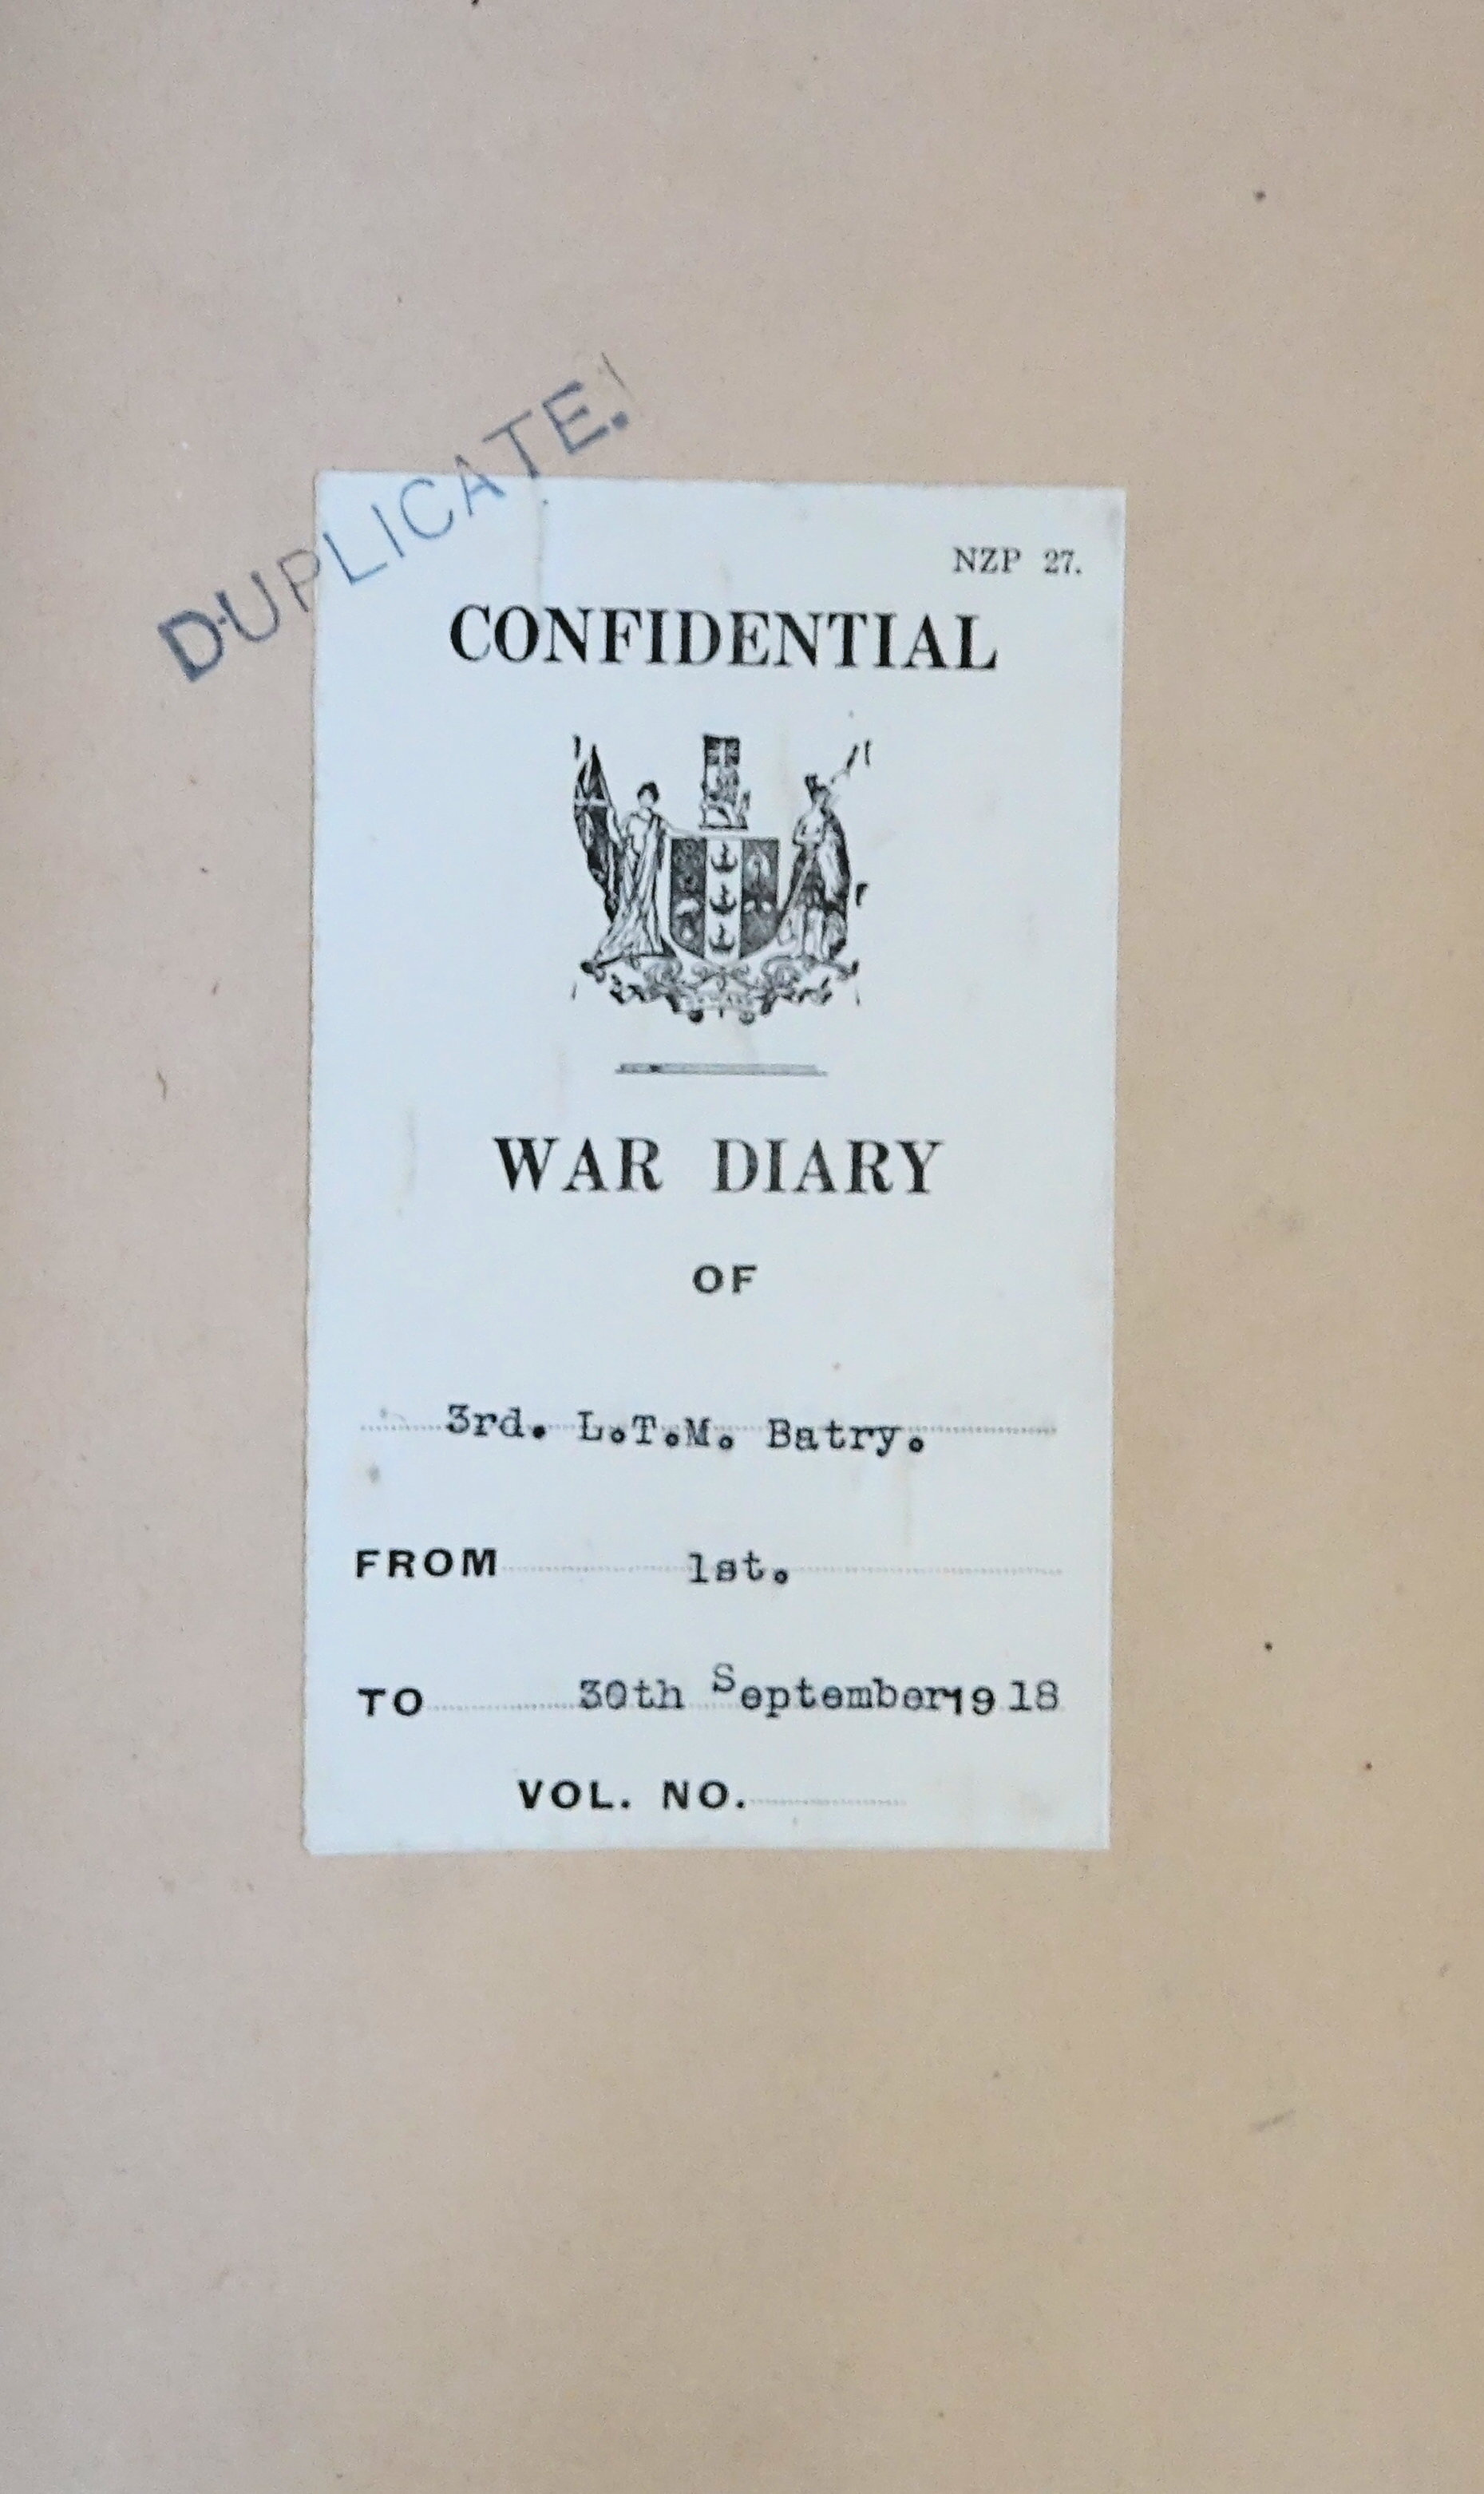 DUPLICATE.
NZP 27.
CONFIDENTIAL
WAR DIARY
OF
3rd. L.T.M. Batry.
FROM 1st.
TO 30th September 1918
VOL. NO.